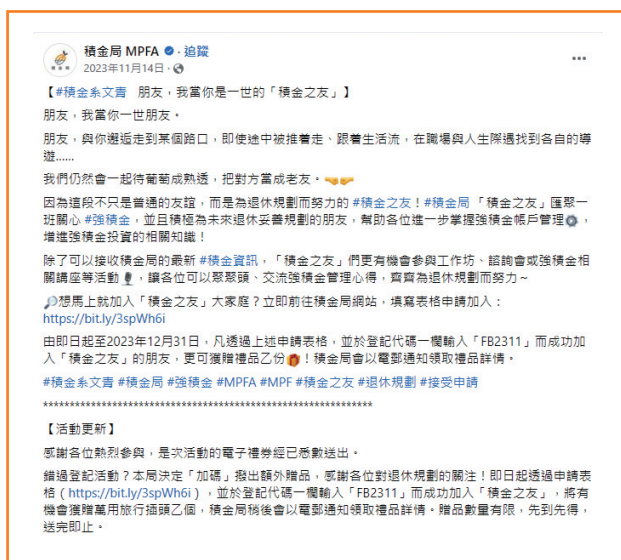 積金局 MPFA · 追蹤
2023年11月14日 ·
積金局
【#積金系文青 朋友，我當你是一世的「積金之友」】
朋友，我當你一世朋友。
朋友，與你邂逅走到某個路口，即使途中被推着走、跟着生活流，在職場與人生際遇找到各自的導
遊......
我們仍然會一起待葡萄成熟透，把對方當成老友。🤜🤛
因為這段不只是普通的友誼，而是為退休規劃而努力的 #積金之友！#積金局 「積金之友」匯聚一
班關心 #強積金，並且積極為未來退休妥善規劃的朋友，幫助各位進一步掌握強積金帳戶管理⚙️，
增進強積金投資的相關知識！
除了可以接收積金局的最新 #積金資訊，「積金之友」們更有機會參與工作坊、諮詢會或強積金相
關講座等活動🎙️，讓各位可以聚聚頭、交流強積金管理心得，齊齊為退休規劃而努力～
🔎想馬上就加入「積金之友」大家庭？立即前往積金局網站，填寫表格申請加入：
https://bit.ly/3spWh6i
由即日起至2023年12月31日，凡透過上述申請表格，並於登記代碼一欄輸入「FB2311」而成功加
入「積金之友」的朋友，更可獲贈禮品乙份🎁！積金局會以電郵通知領取禮品詳情。
#積金系文青 #積金局 #強積金 #MPFA #MPF #積金之友 #退休規劃 #接受申請
**************************************************************
【活動更新】
感謝各位熱烈參與，是次活動的電子禮券經已悉數送出。
錯過登記活動？本局決定「加碼」撥出額外贈品，感謝各位對退休規劃的關注！即日起透過申請表
格（https://bit.ly/3spWh6i），並於登記代碼一欄輸入「FB2311」而成功加入「積金之友」，將有
機會獲贈萬用旅行插頭乙個，積金局稍後會以電郵通知領取禮品詳情。贈品數量有限，先到先得，
送完即止。